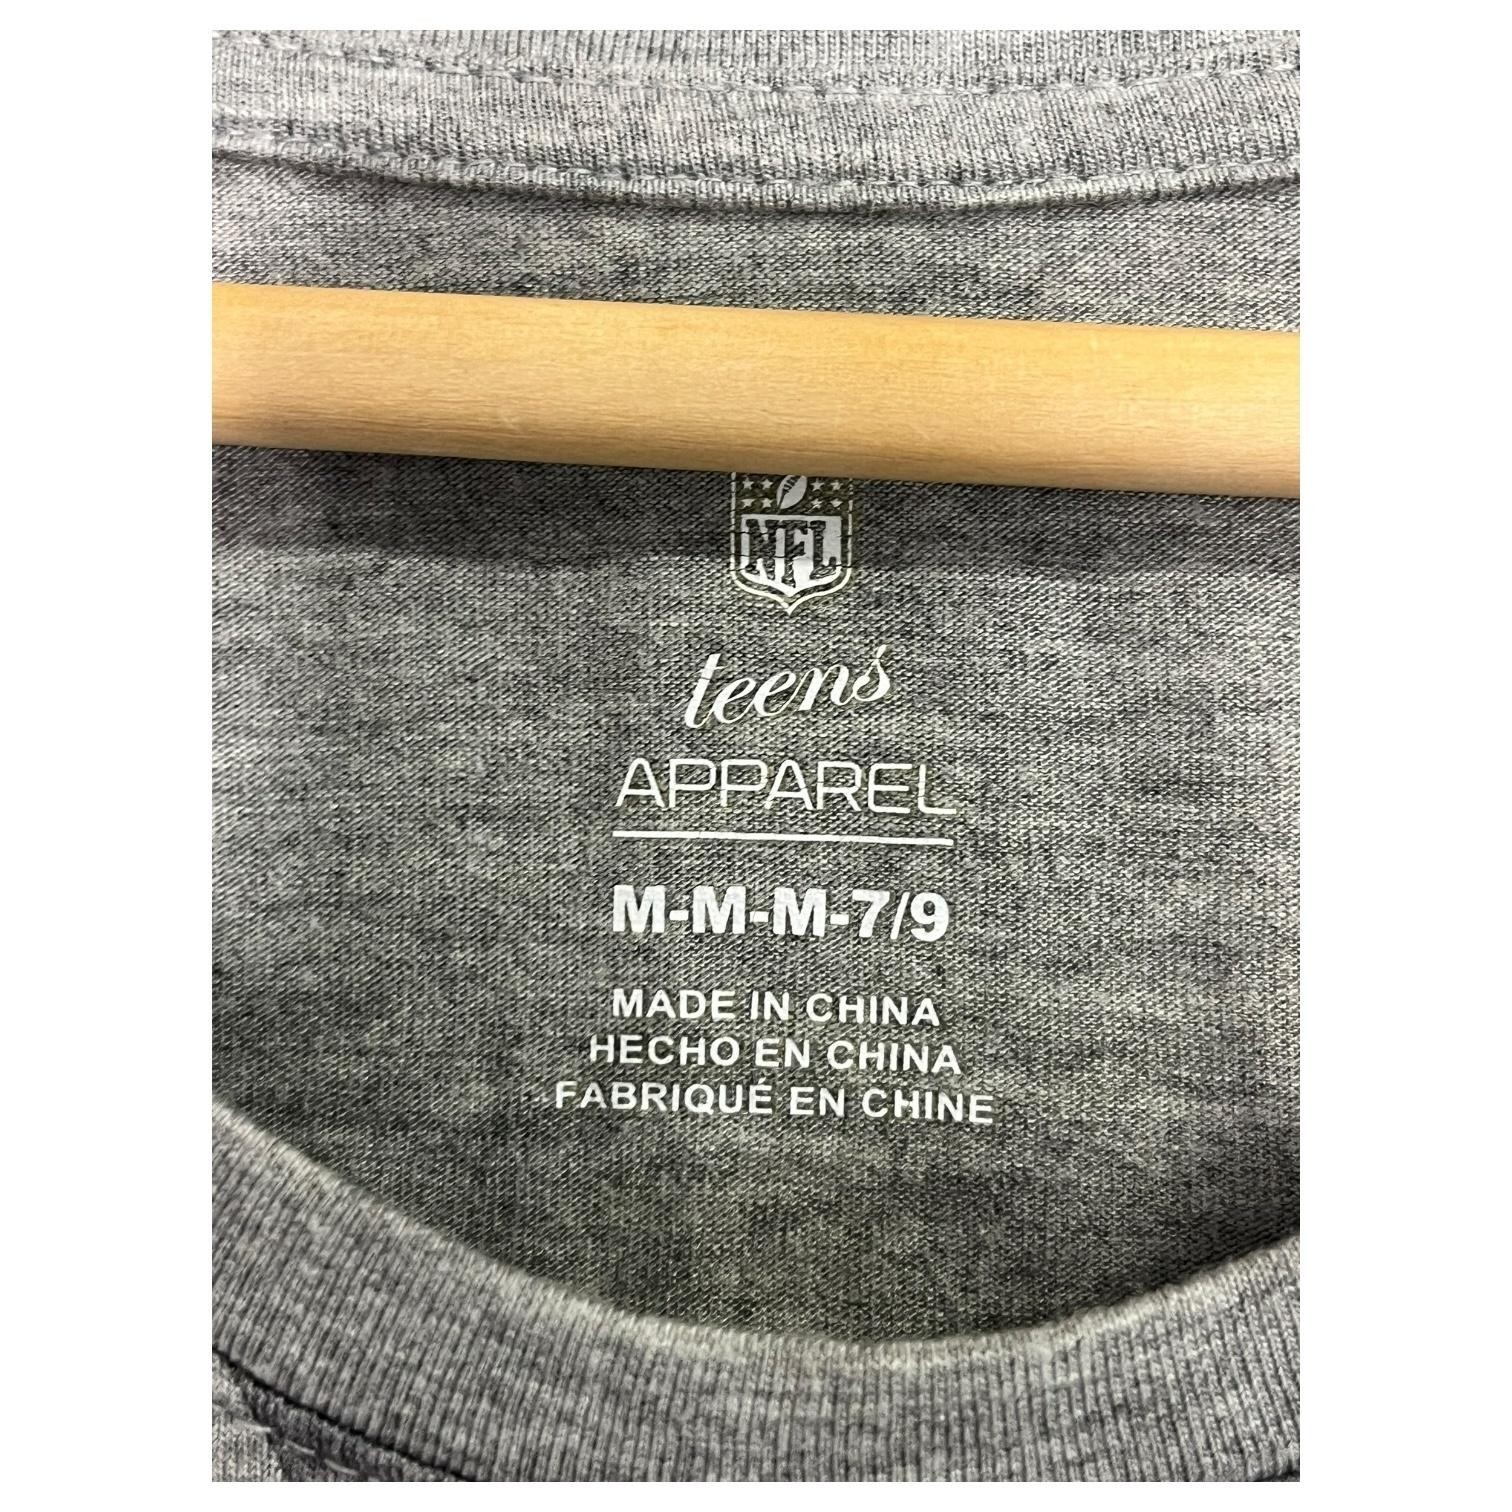 NFL
teens
APPAREL
M-M-M-7/9
MADE IN CHINA
HECHO EN CHINA
FABRIQUÉ EN CHINE